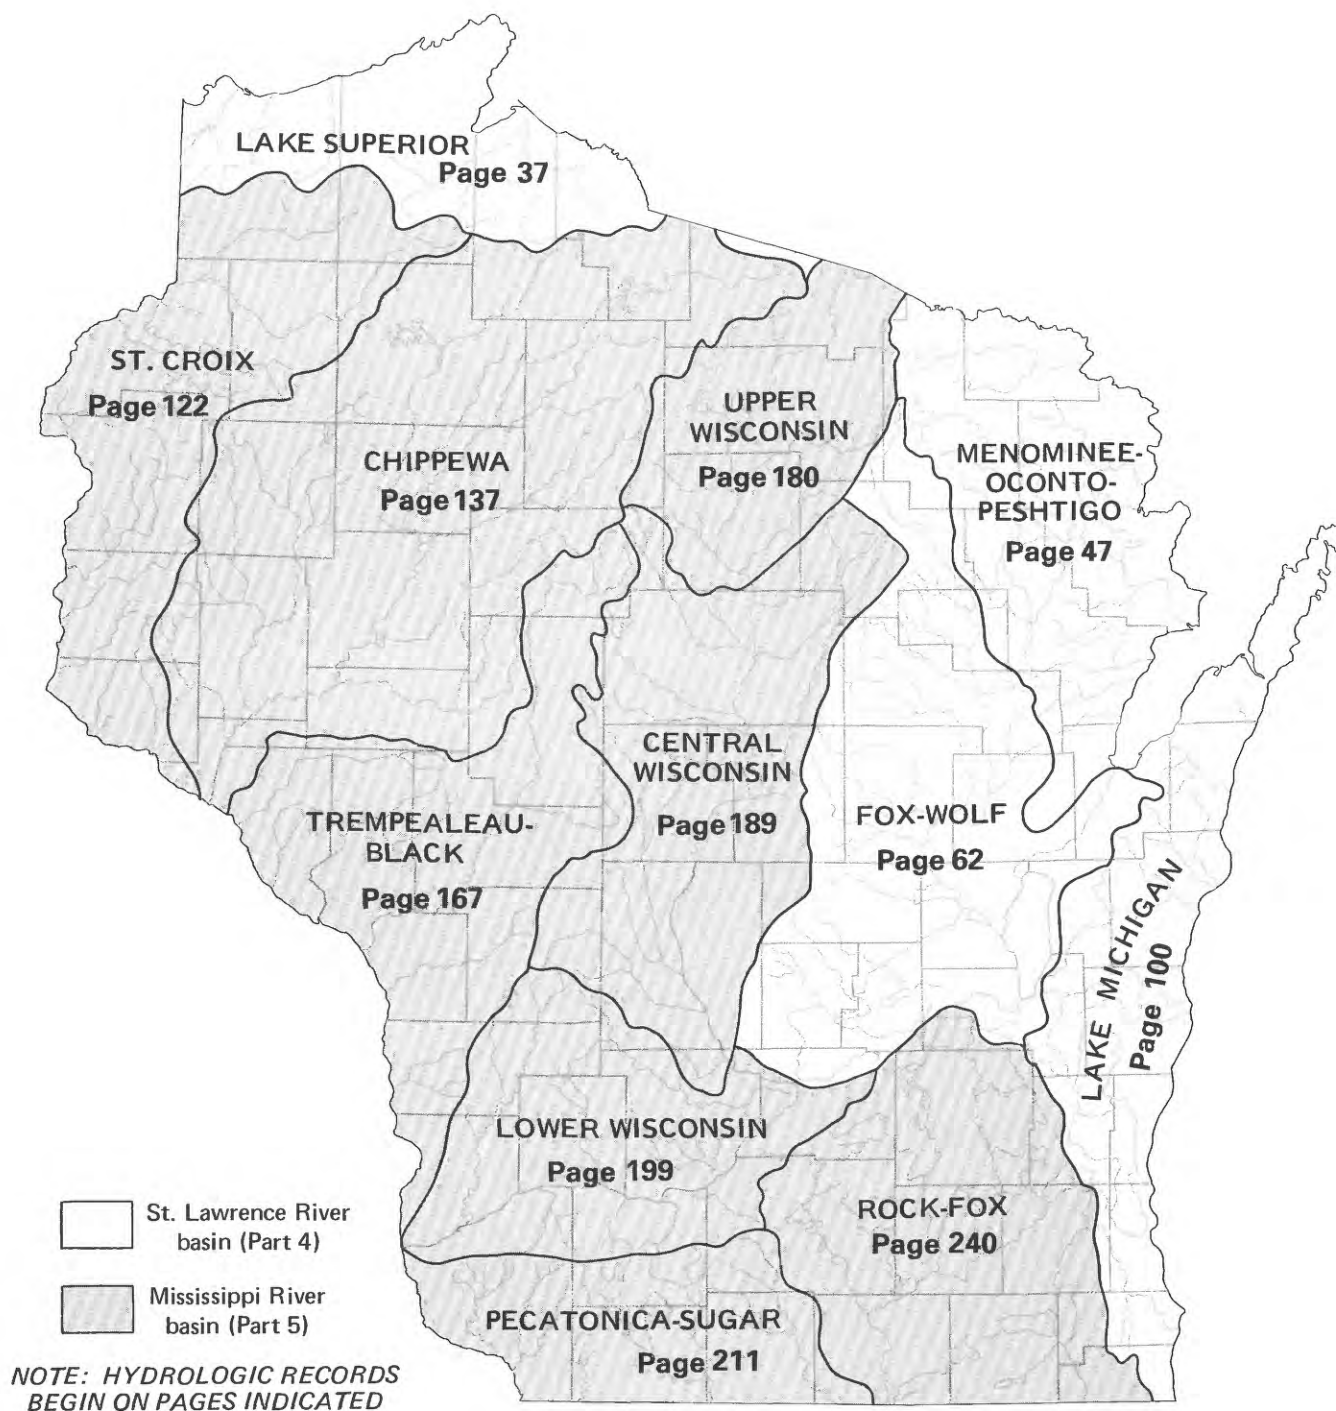 LAKE SUPERIOR
Page 37
ST. CROIX
Page 122
CHIPPEWA
Page 137
UPPER
WISCONSIN
Page 180
MENOMINEE-
OCONTO-
PESHTIGO
Page 47
TREMPEALEAU-
BLACK
Page 167
CENTRAL
WISCONSIN
Page 189
FOX-WOLF
Page 62
LAKE MICHIGAN
Page 100
LOWER WISCONSIN
Page 199
ROCK-FOX
Page 240
PECATONICA-SUGAR
Page 211
St. Lawrence River
basin (Part 4)
Mississippi River
basin (Part 5)
NOTE: HYDROLOGIC RECORDS
BEGIN ON PAGES INDICATED